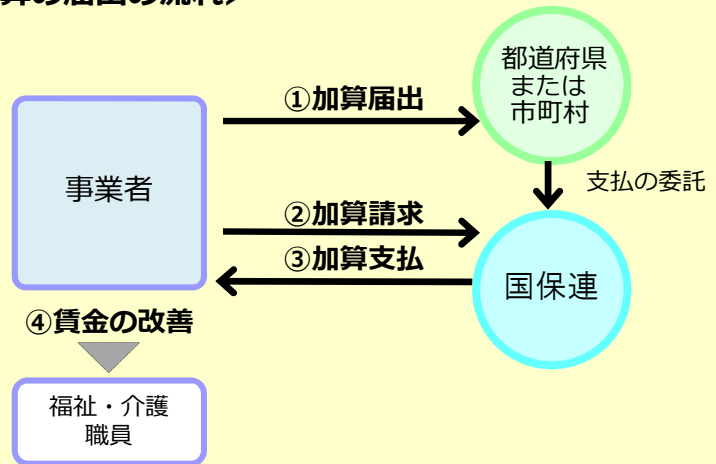 算の届出の流れ＞
都道府県
または
市町村
①加算届出
事業者
支払の委託
②加算請求
③加算支払
国保連
④賃金の改善
福祉・介護
職員